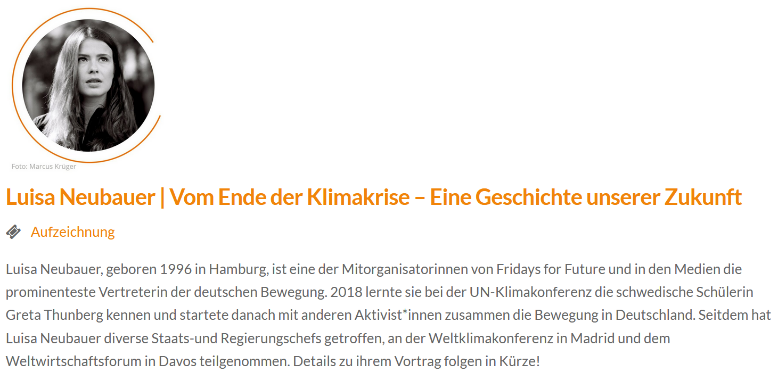 Foto: Marcus Krüger
Luisa Neubauer | Vom Ende der Klimakrise – Eine Geschichte unserer Zukunft
Aufzeichnung
Luisa Neubauer, geboren 1996 in Hamburg, ist eine der Mitorganisatorinnen von Fridays for Future und in den Medien die
prominenteste Vertreterin der deutschen Bewegung. 2018 lernte sie bei der UN-Klimakonferenz die schwedische Schülerin
Greta Thunberg kennen und startete danach mit anderen Aktivist*innen zusammen die Bewegung in Deutschland. Seitdem hat
Luisa Neubauer diverse Staats-und Regierungschefs getroffen, an der Weltklimakonferenz in Madrid und dem
Weltwirtschaftsforum in Davos teilgenommen. Details zu ihrem Vortrag folgen in Kürze!